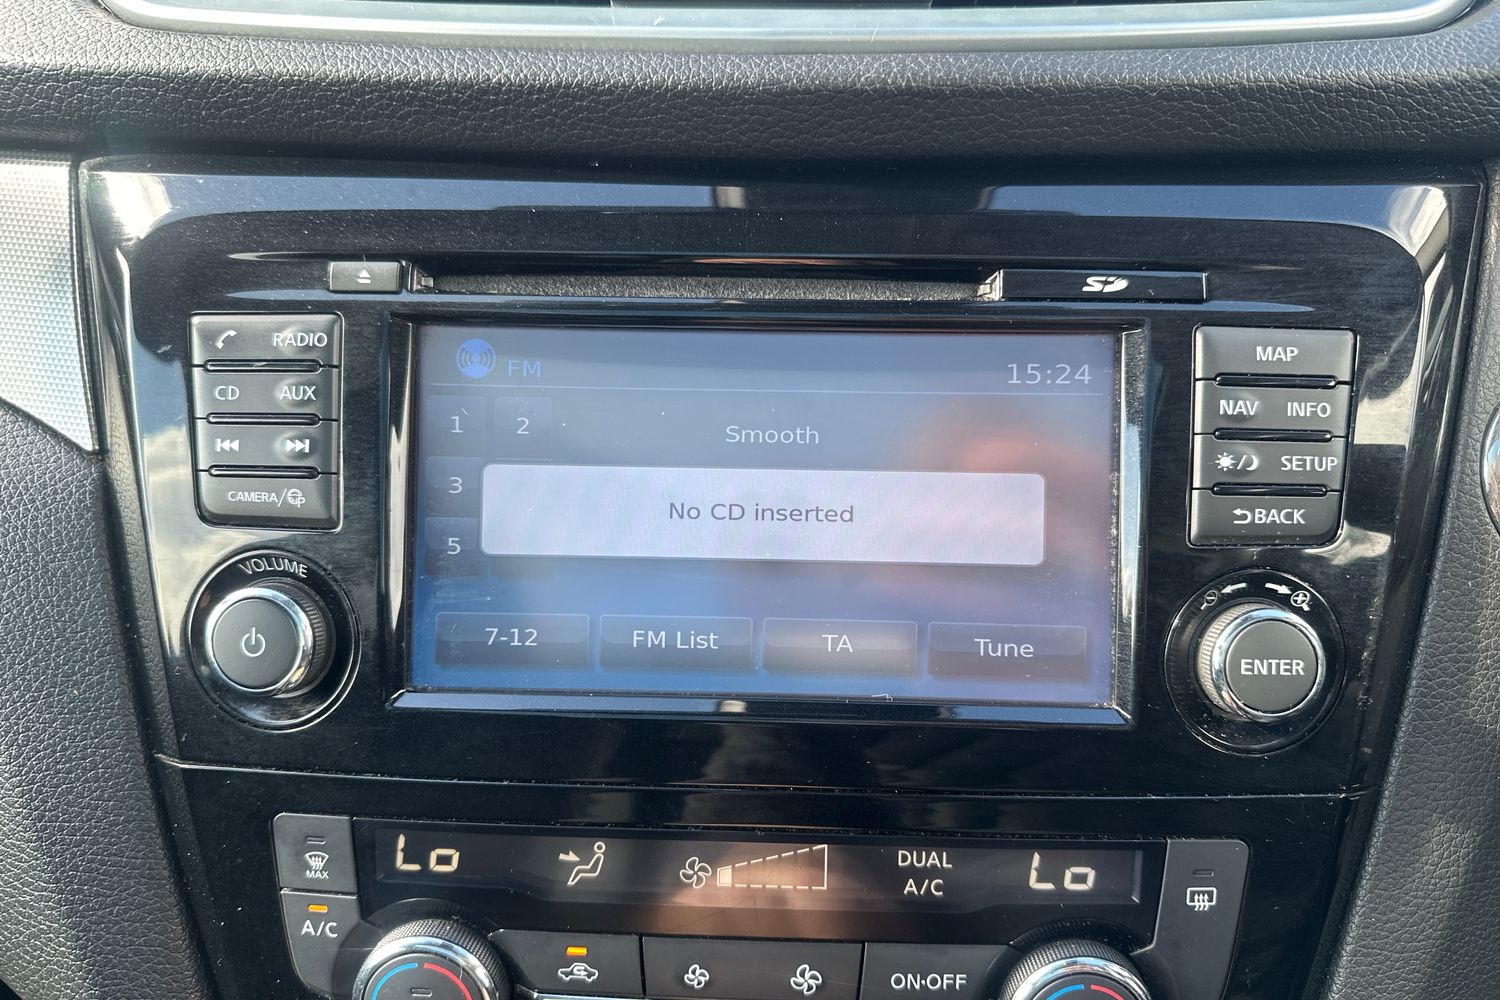 SD
RADIO
CD AUX
CAMERA/
VOLUME
FM 15:24
1 2
Smooth
3
No CD inserted
5
7-12 FM List TA Tune
MAP
NAV INFO
SETUP
BACK
ENTER
MAX
A/C
Lo
DUAL
A/C
Lo
ON·OFF